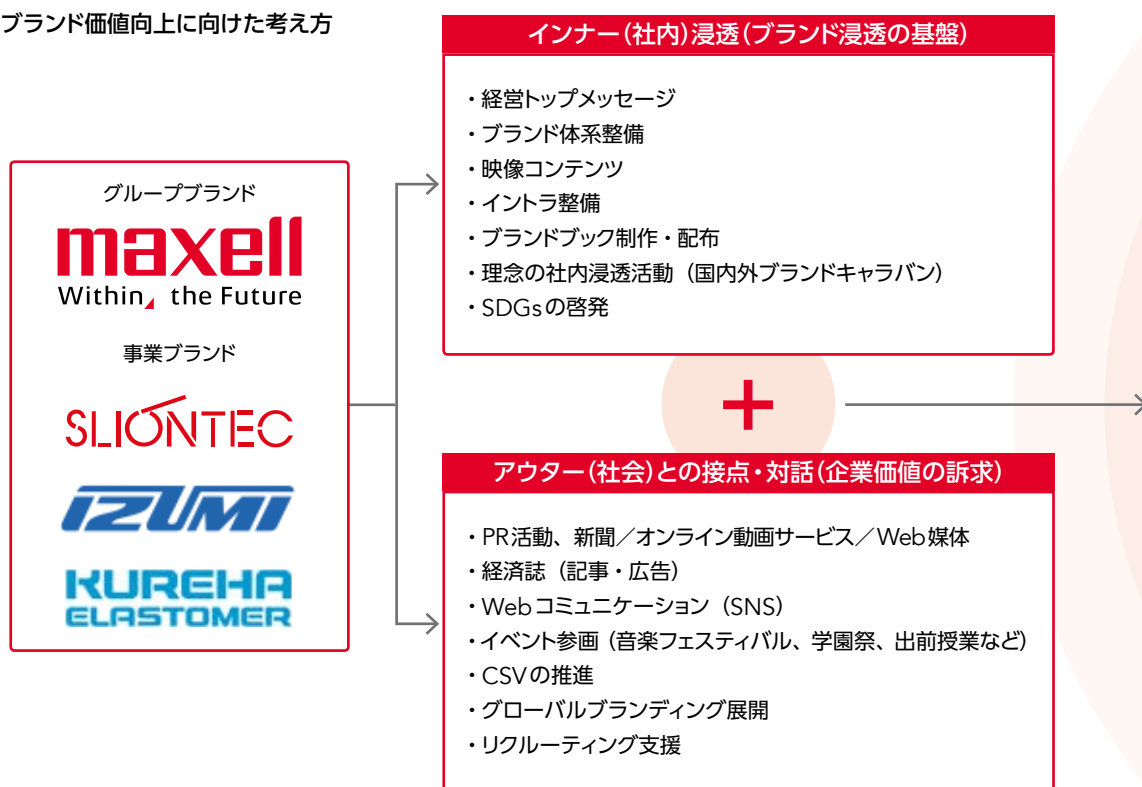 ブランド価値向上に向けた考え方
グループブランド
maxell
Within, the Future
事業ブランド
SLIONTEC
IZUMI
KUREHA
ELASTOMER
インナー(社内)浸透(ブランド浸透の基盤)
・経営トップメッセージ
・ブランド体系整備
・映像コンテンツ
・イントラ整備
・ブランドブック制作・配布
・理念の社内浸透活動（国内外ブランドキャラバン）
・SDGsの啓発
+
アウター(社会)との接点・対話(企業価値の訴求)
・PR活動、新聞／オンライン動画サービス／Web媒体
・経済誌（記事・広告）
・Webコミュニケーション（SNS）
・イベント参画（音楽フェスティバル、学園祭、出前授業など）
・CSVの推進
・グローバルブランディング展開
・リクルーティング支援